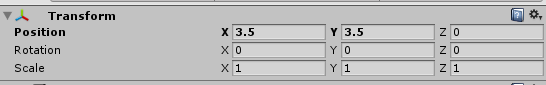 Transform
Position X 3.5 Y 3.5 Z 0
Rotation X 0 Y 0 Z 0
Scale X 1 Y 1 Z 1